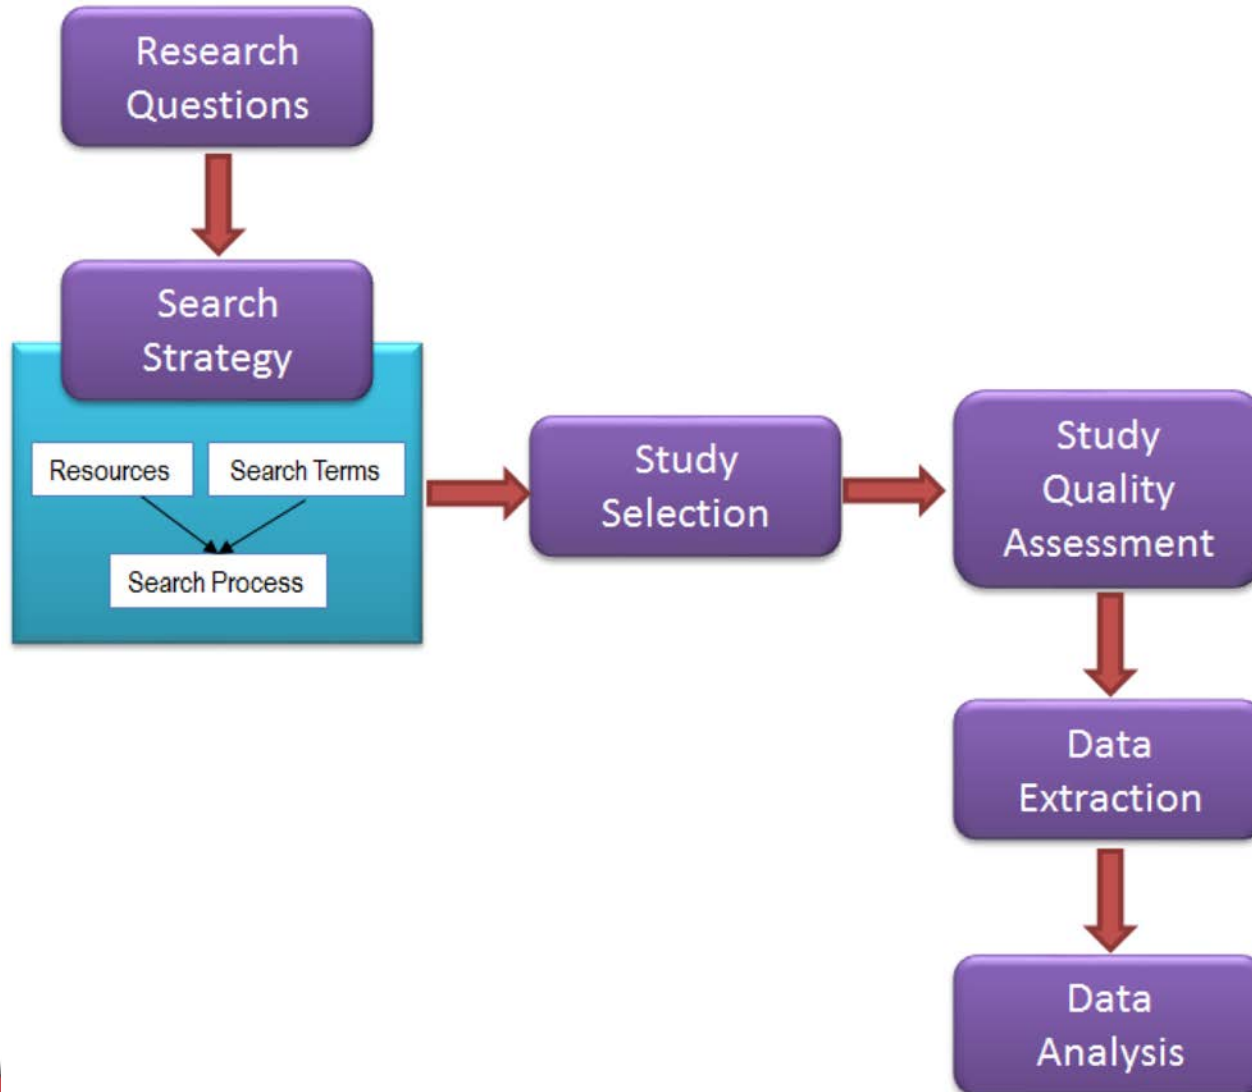 Research
Questions
Search
Strategy
Resources
Search Terms
Search Process
Study
Selection
Study
Quality
Assessment
Data
Extraction
Data
Analysis